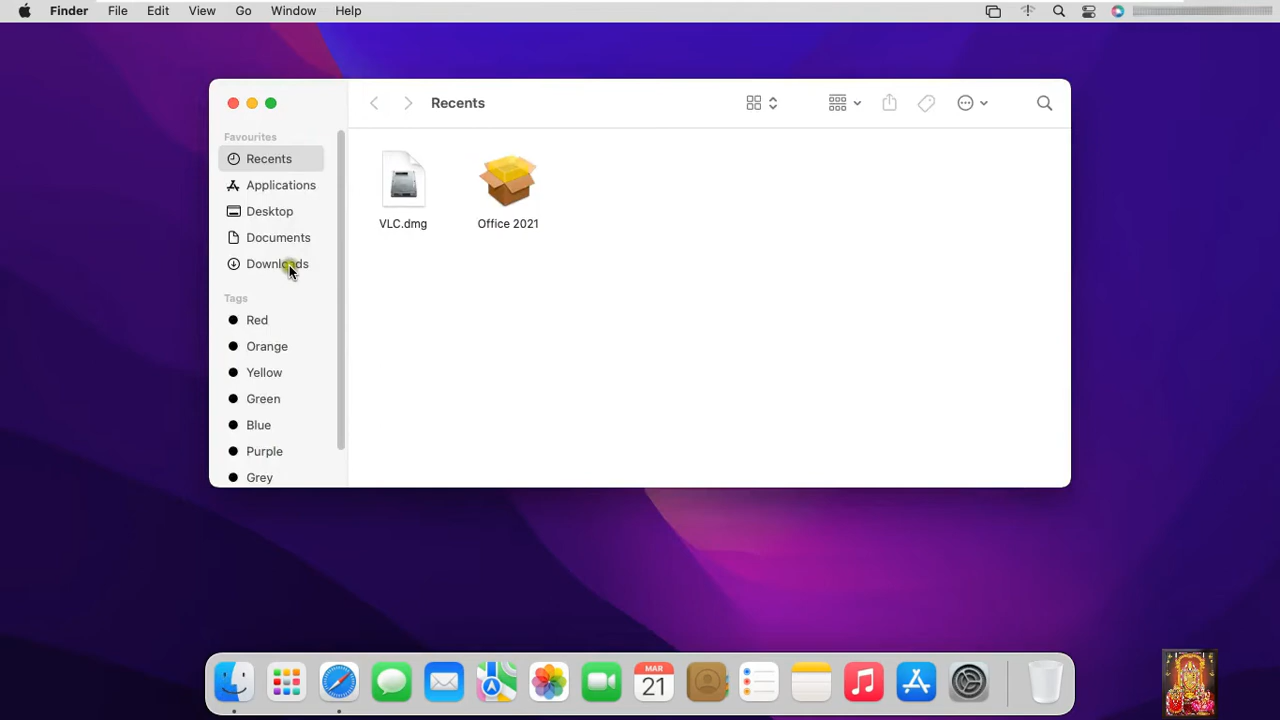 Finder File Edit View Go Window Help
Recents
Favourites
Recents
Applications
Desktop
Documents
Downloads
Tags
Red
Orange
Yellow
Green
Blue
Purple
Grey
VLC.dmg Office 2021
MAR
21